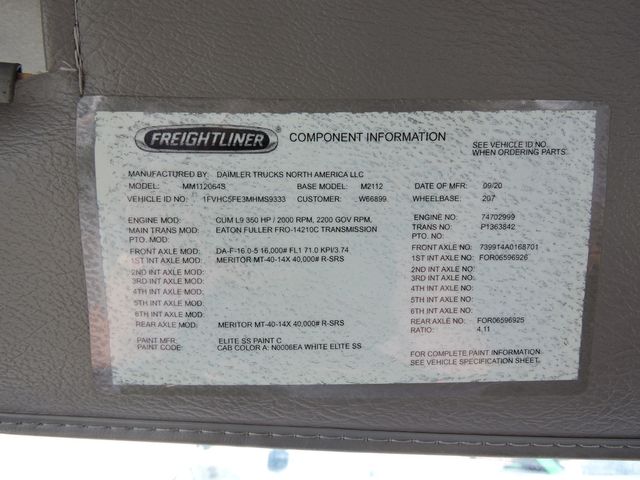 FREIGHTLINER COMPONENT INFORMATION
SEE VEHICLE ID NO.
WHEN ORDERING PARTS
MANUFACTURED BY: DAIMLER TRUCKS NORTH AMERICA LLC
MODEL: MM112064S BASE MODEL: M2112 DATE OF MFR: 09/20
VEHICLE ID NO: 1FVHC5FE3MHMS9333 CUSTOMER: W66899 WHEELBASE: 207
ENGINE MOD: CUM L9 350 HP / 2000 RPM, 2200 GOV RPM, ENGINE NO: 74702999
MAIN TRANS MOD: EATON FULLER FRO-14210C TRANSMISSION TRANS NO: P1363842
PTO. MOD: PTO. NO:
FRONT AXLE MOD: DA-F-16.0-5 16,000# FL1 71.0 KPI/3.74 FRONT AXLE NO: 739914A0168701
1ST INT AXLE MOD: MERITOR MT-40-14X 40,000# R-SRS 1ST INT AXLE NO: FOR06596926
2ND INT AXLE MOD: 2ND INT AXLE NO:
3RD INT AXLE MOD: 3RD INT AXLE NO:
4TH INT AXLE MOD: 4TH INT AXLE NO:
5TH INT AXLE MOD: 5TH INT AXLE NO:
6TH INT AXLE MOD: 6TH INT AXLE NO:
REAR AXLE MOD: MERITOR MT-40-14X 40,000# R-SRS REAR AXLE NO: FOR06596925
RATIO: 4.11
PAINT MFR: ELITE SS PAINT C
PAINT CODE: CAB COLOR A: N0006EA WHITE ELITE SS
FOR COMPLETE PAINT INFORMATION
SEE VEHICLE SPECIFICATION SHEET.